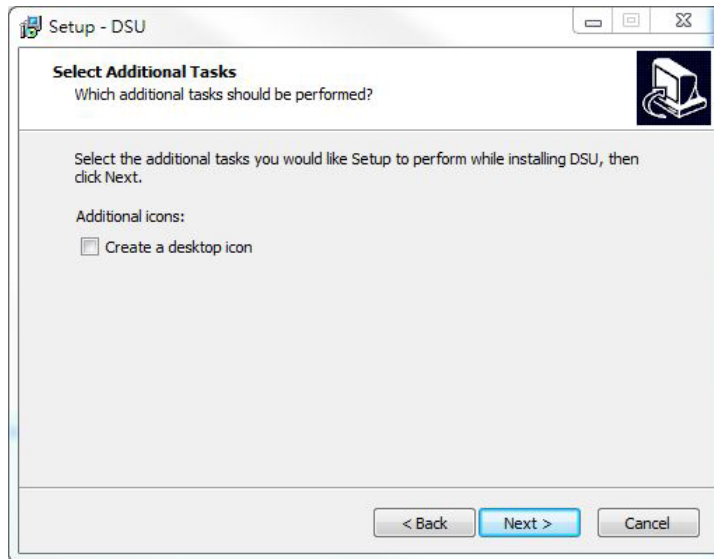 Setup - DSU
Select Additional Tasks
Which additional tasks should be performed?
Select the additional tasks you would like Setup to perform while installing DSU, then
click Next.
Additional icons:
Create a desktop icon
< Back
Next >
Cancel